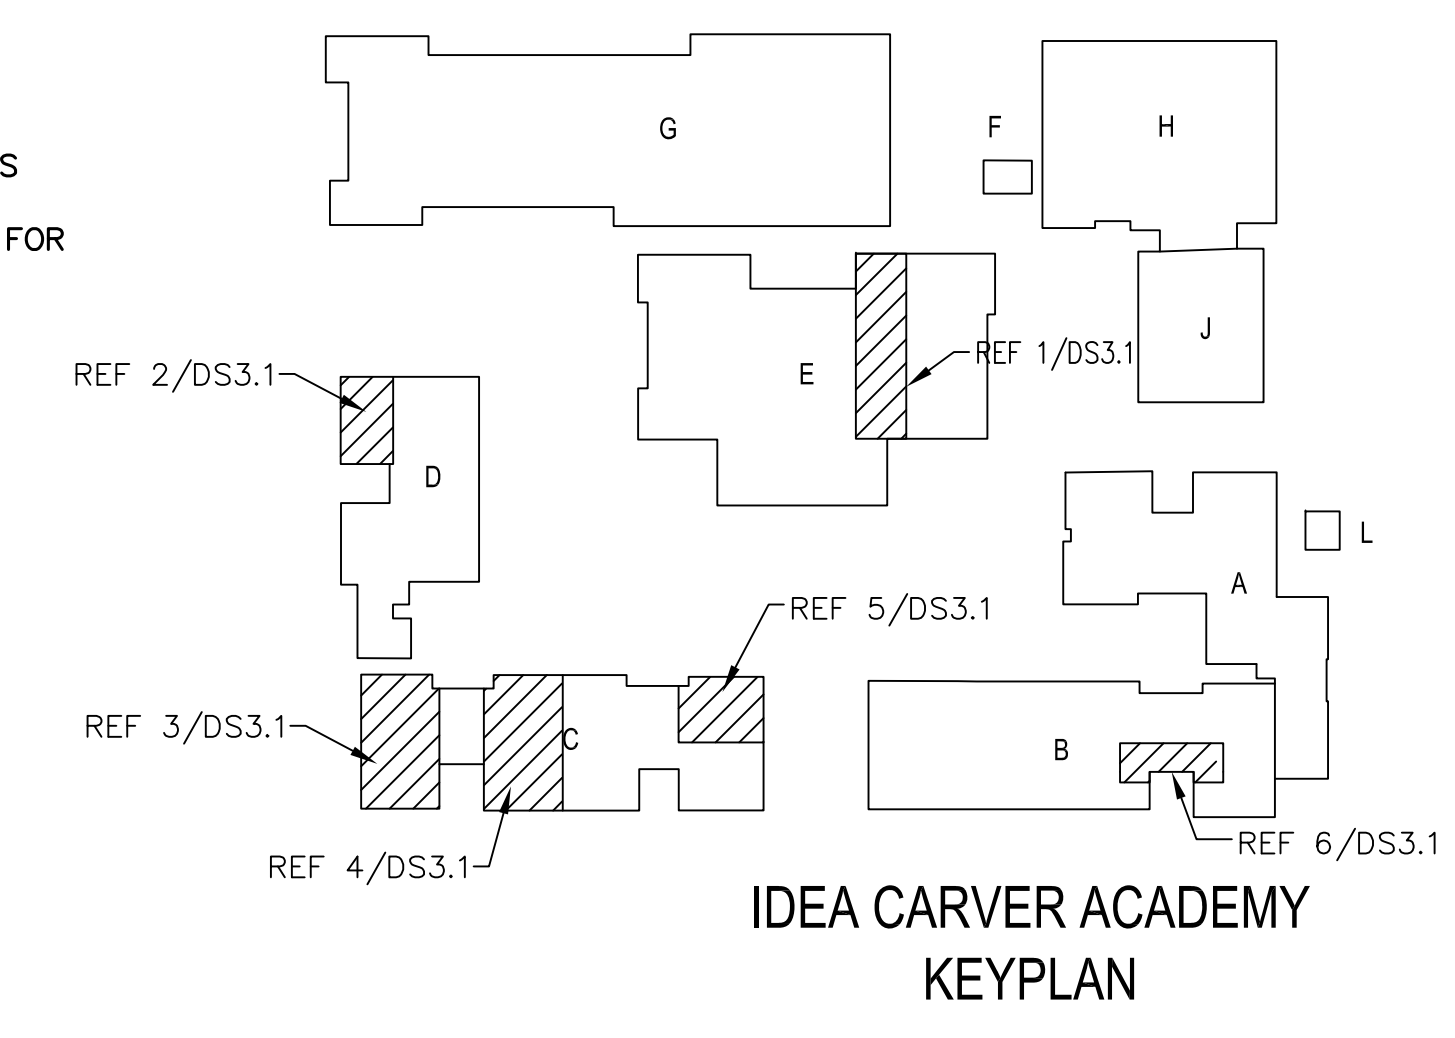 G
F
H
S
FOR
J
REF 1/DS3.1
E
REF 2/DS3.1
D
L
A
REF 5/DS3.1
REF 3/DS3.1
C
B
REF 6/DS3.1
REF 4/DS3.1
IDEA CARVER ACADEMY
KEYPLAN